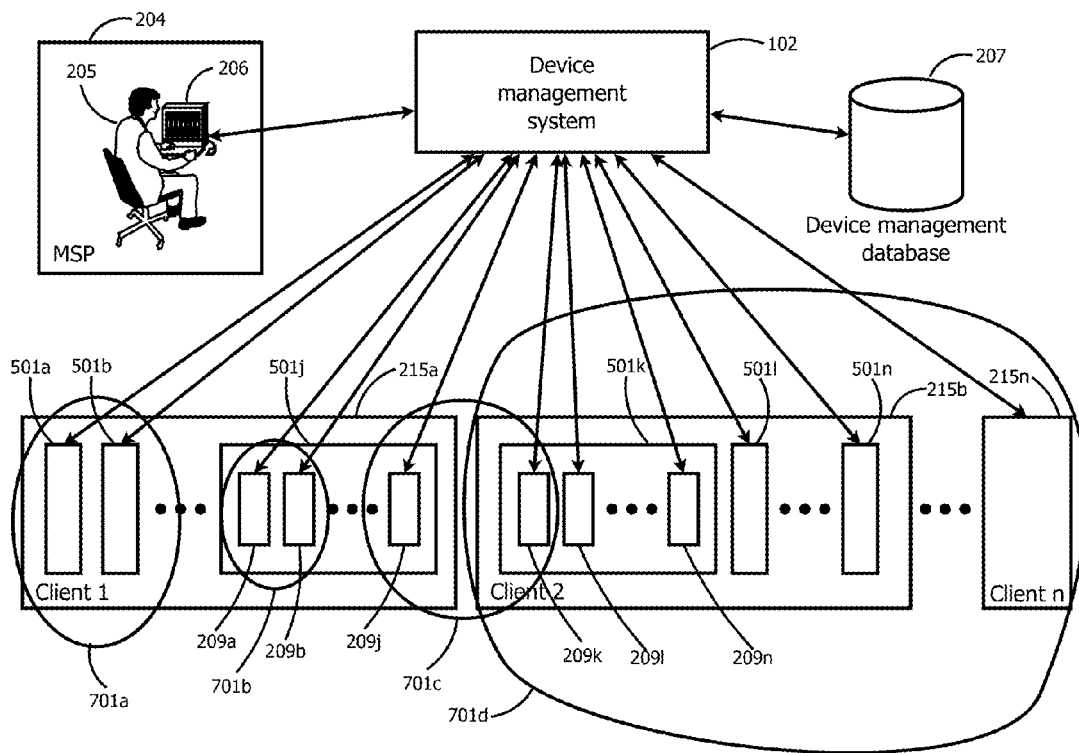 204
205
206
MSP
Device
management
system
102
207
Device management
database
501a
501b
501j
215a
501k
501l
215b
501n
215n
Client 1
Client 2
Client n
209a
209b
209j
209k
209l
209n
701a
701b
701c
701d